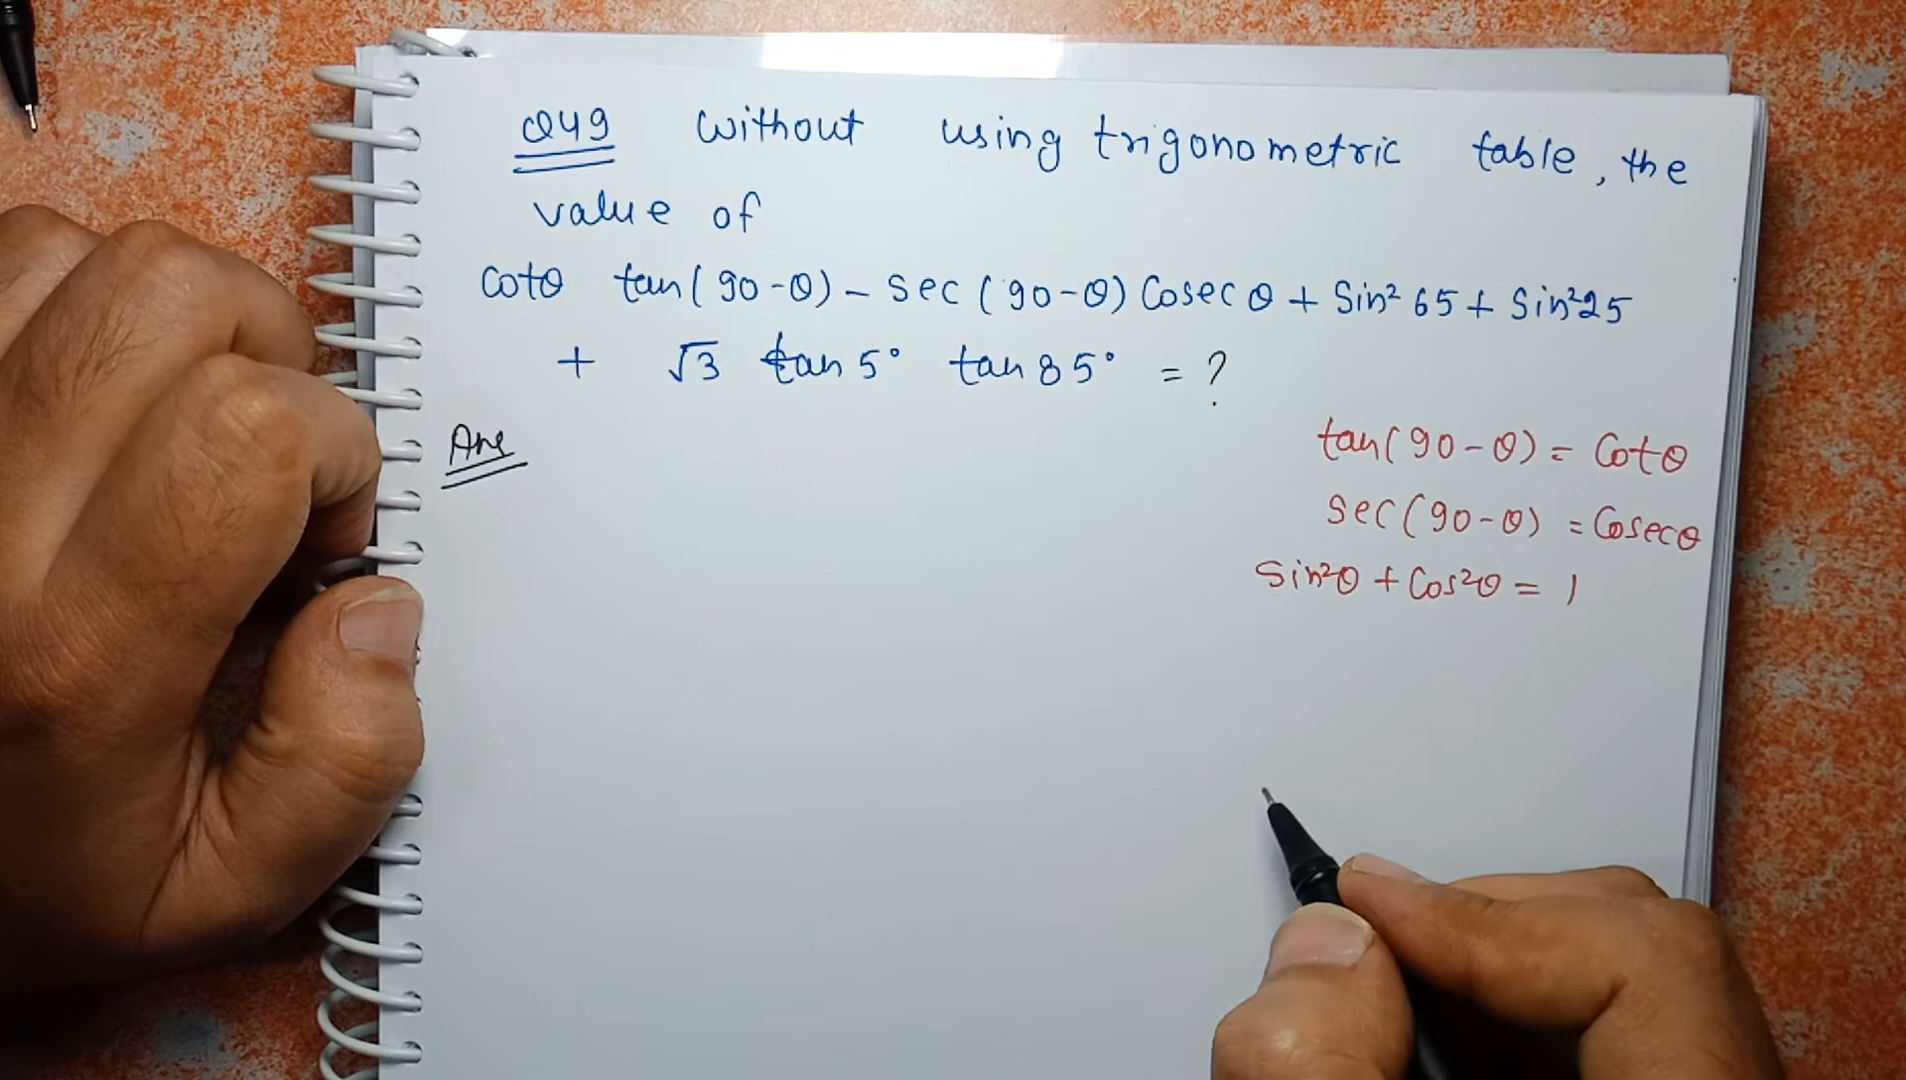 Q49 Without using trigonometric table, the
value of
Cotθ tan(90-θ) - sec(90-θ) Cosecθ + Sin² 65 + Sin²25
+ √3 tan 5° tan 85° = ?
Ans
tan(90-θ) = Cotθ
sec(90-θ) = Cosecθ
Sin²θ + Cos²θ = 1